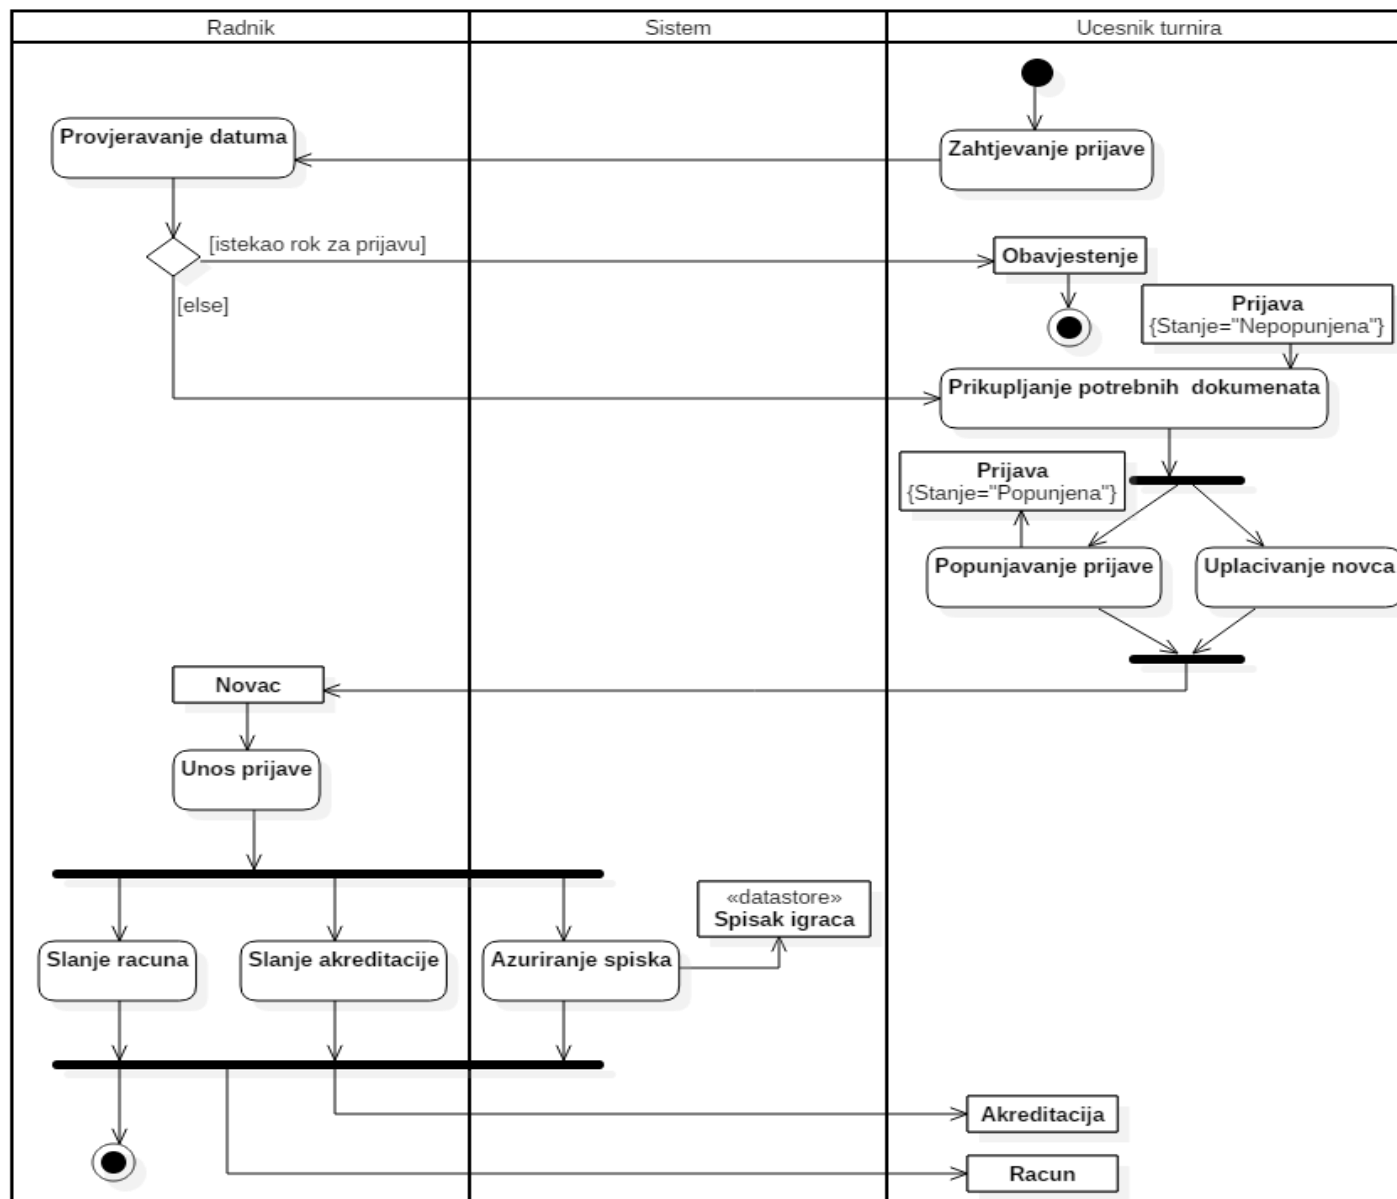 Radnik
Sistem
Ucesnik turnira
Provjeravanje datuma
Zahtjevanje prijave
[istekao rok za prijavu]
Obavjestenje
[else]
Prijava
{Stanje="Nepopunjena"}
Prikupljanje potrebnih  dokumenata
Prijava
{Stanje="Popunjena"}
Popunjavanje prijave
Uplacivanje novca
Novac
Unos prijave
«datastore»
Spisak igraca
Slanje racuna
Slanje akreditacije
Azuriranje spiska
Akreditacija
Racun